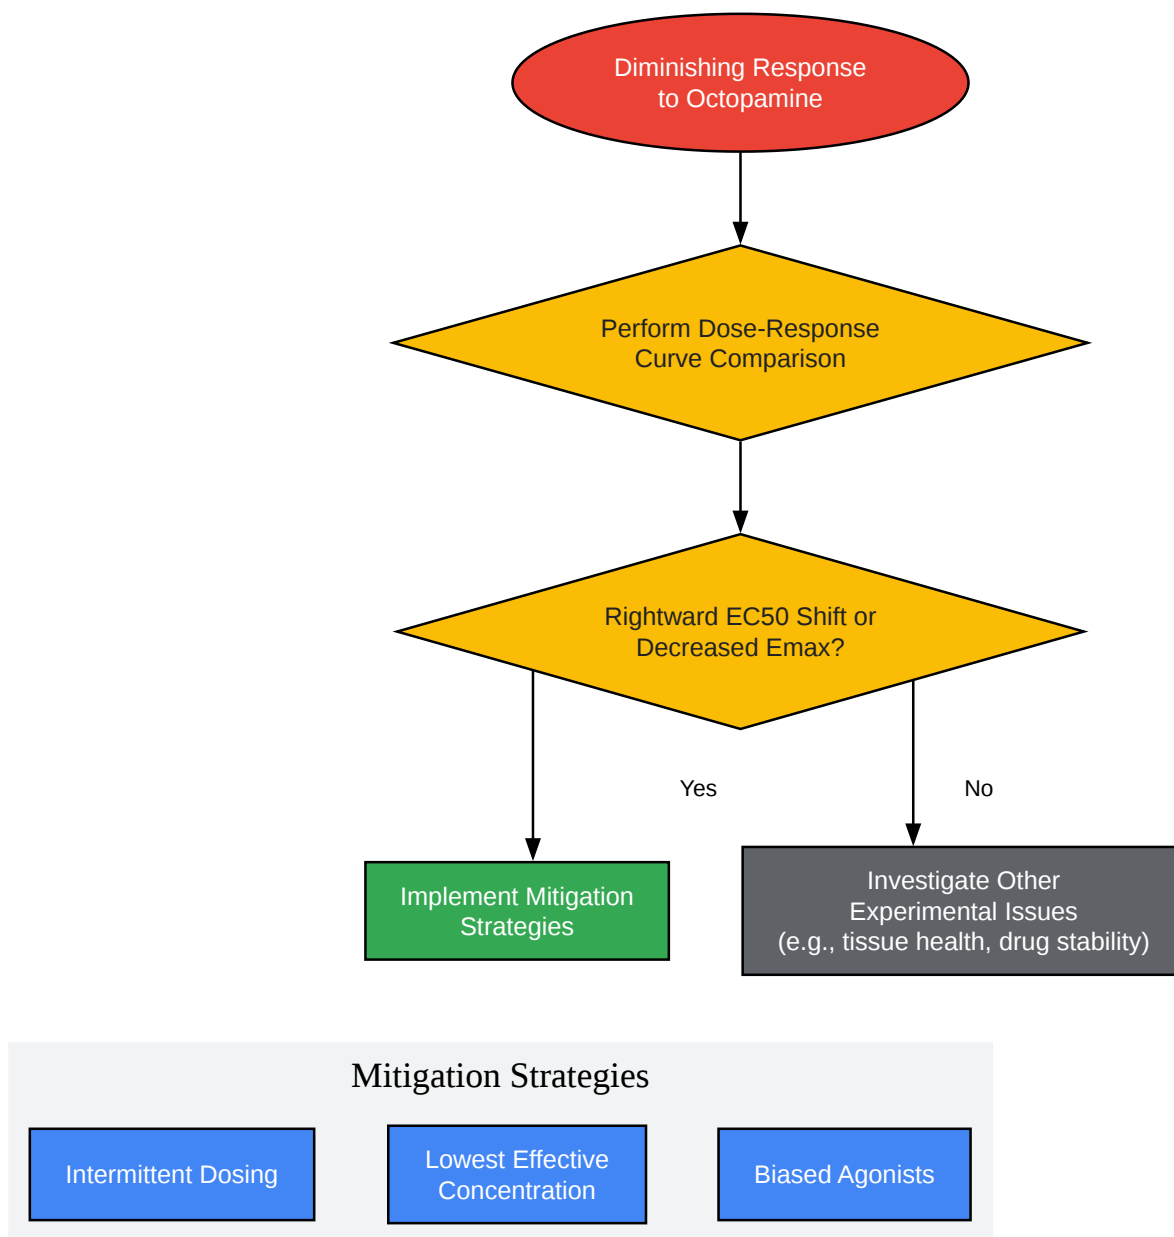 Diminishing Response
to Octopamine
Perform Dose-Response
Curve Comparison
Rightward EC50 Shift or
Decreased Emax?
Yes
No
Implement Mitigation
Strategies
Investigate Other
Experimental Issues
(e.g., tissue health, drug stability)
Mitigation Strategies
Intermittent Dosing
Lowest Effective
Concentration
Biased Agonists